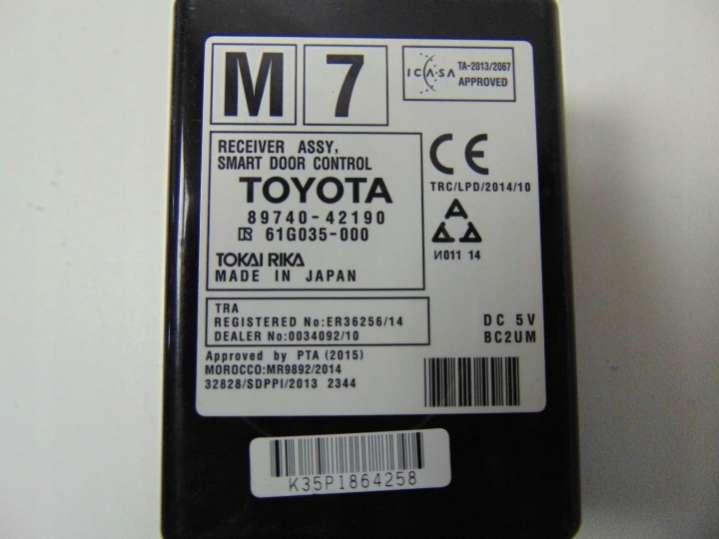 M 7
ICASA TA-2013/2067
APPROVED
RECEIVER ASSY,
SMART DOOR CONTROL
TOYOTA
89740-42190
R 61G035-000
TOKAI RIKA
MADE IN JAPAN
CE
TRC/LPD/2014/10
И011 14
TRA
REGISTERED No:ER36256/14
DEALER No:0034092/10
DC 5V
BC2UM
Approved by PTA (2015)
MOROCCO:MR9892/2014
32828/SDPPI/2013 2344
K35P1864258